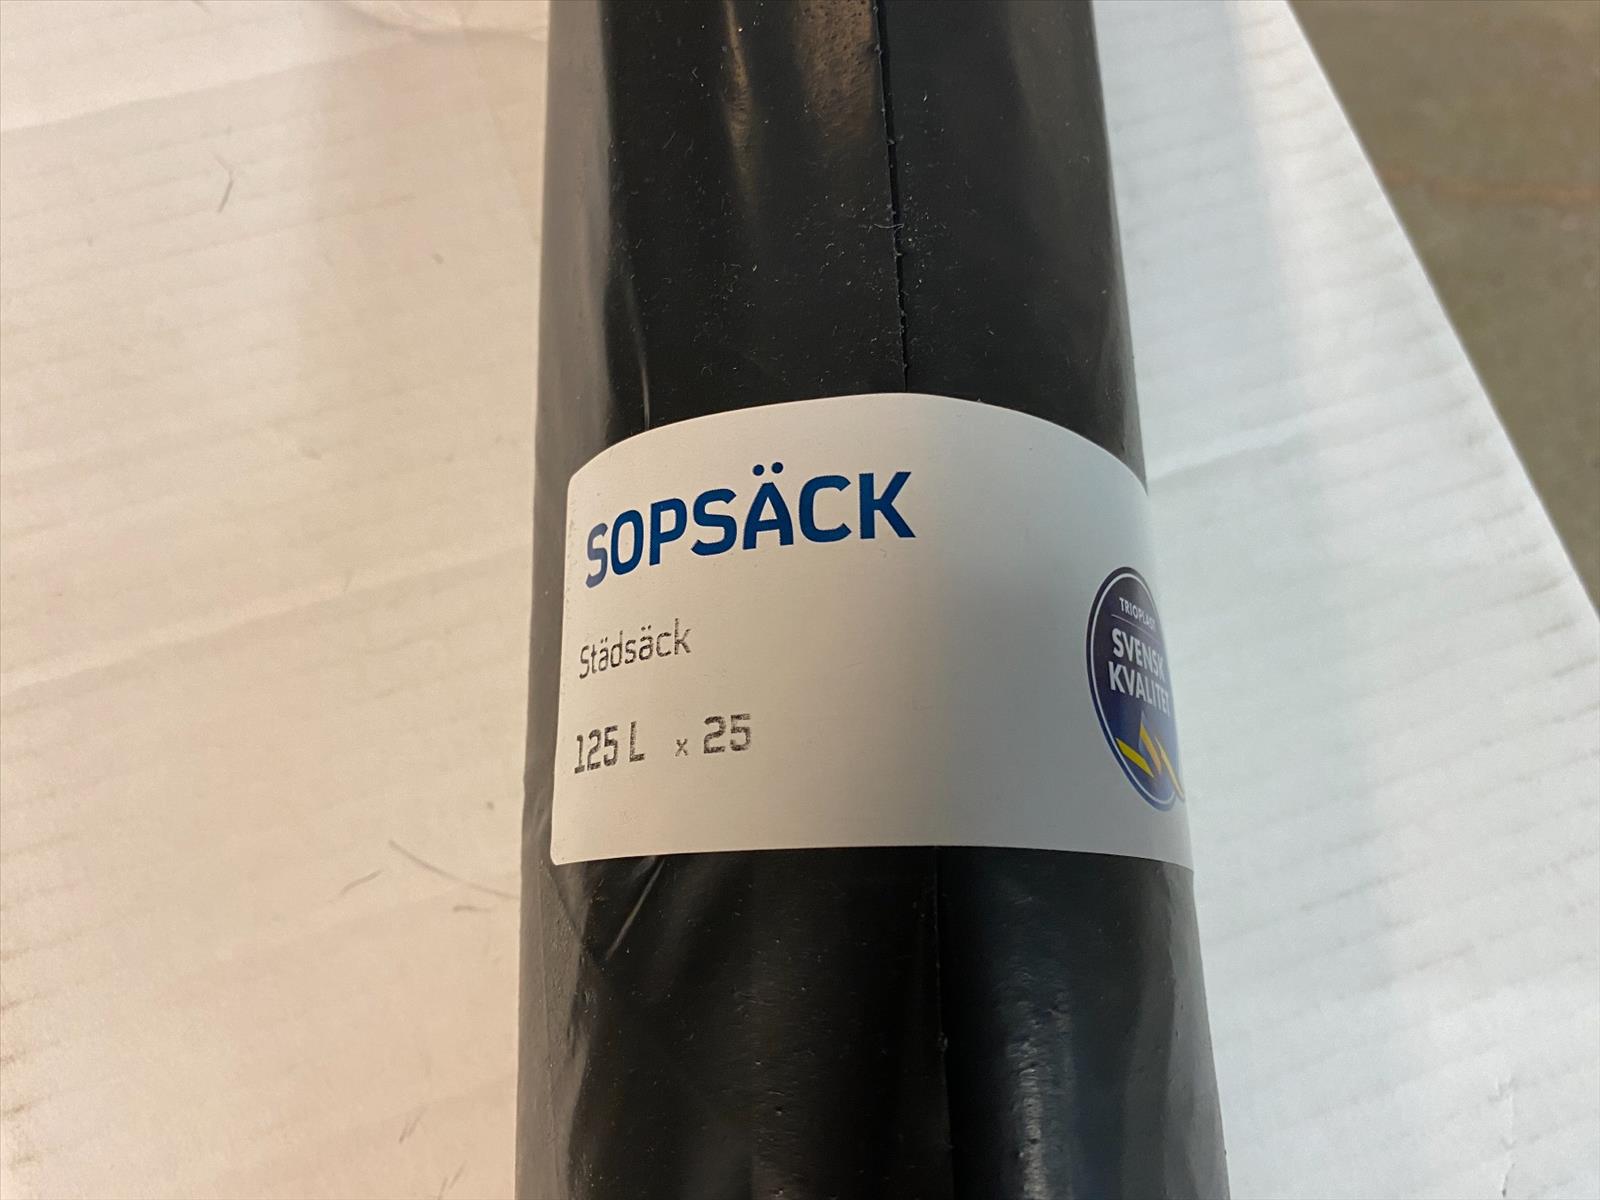 SOPSÄCK
Städsäck
125 L x 25
TRIOPLAST
SVENSK
KVALITET